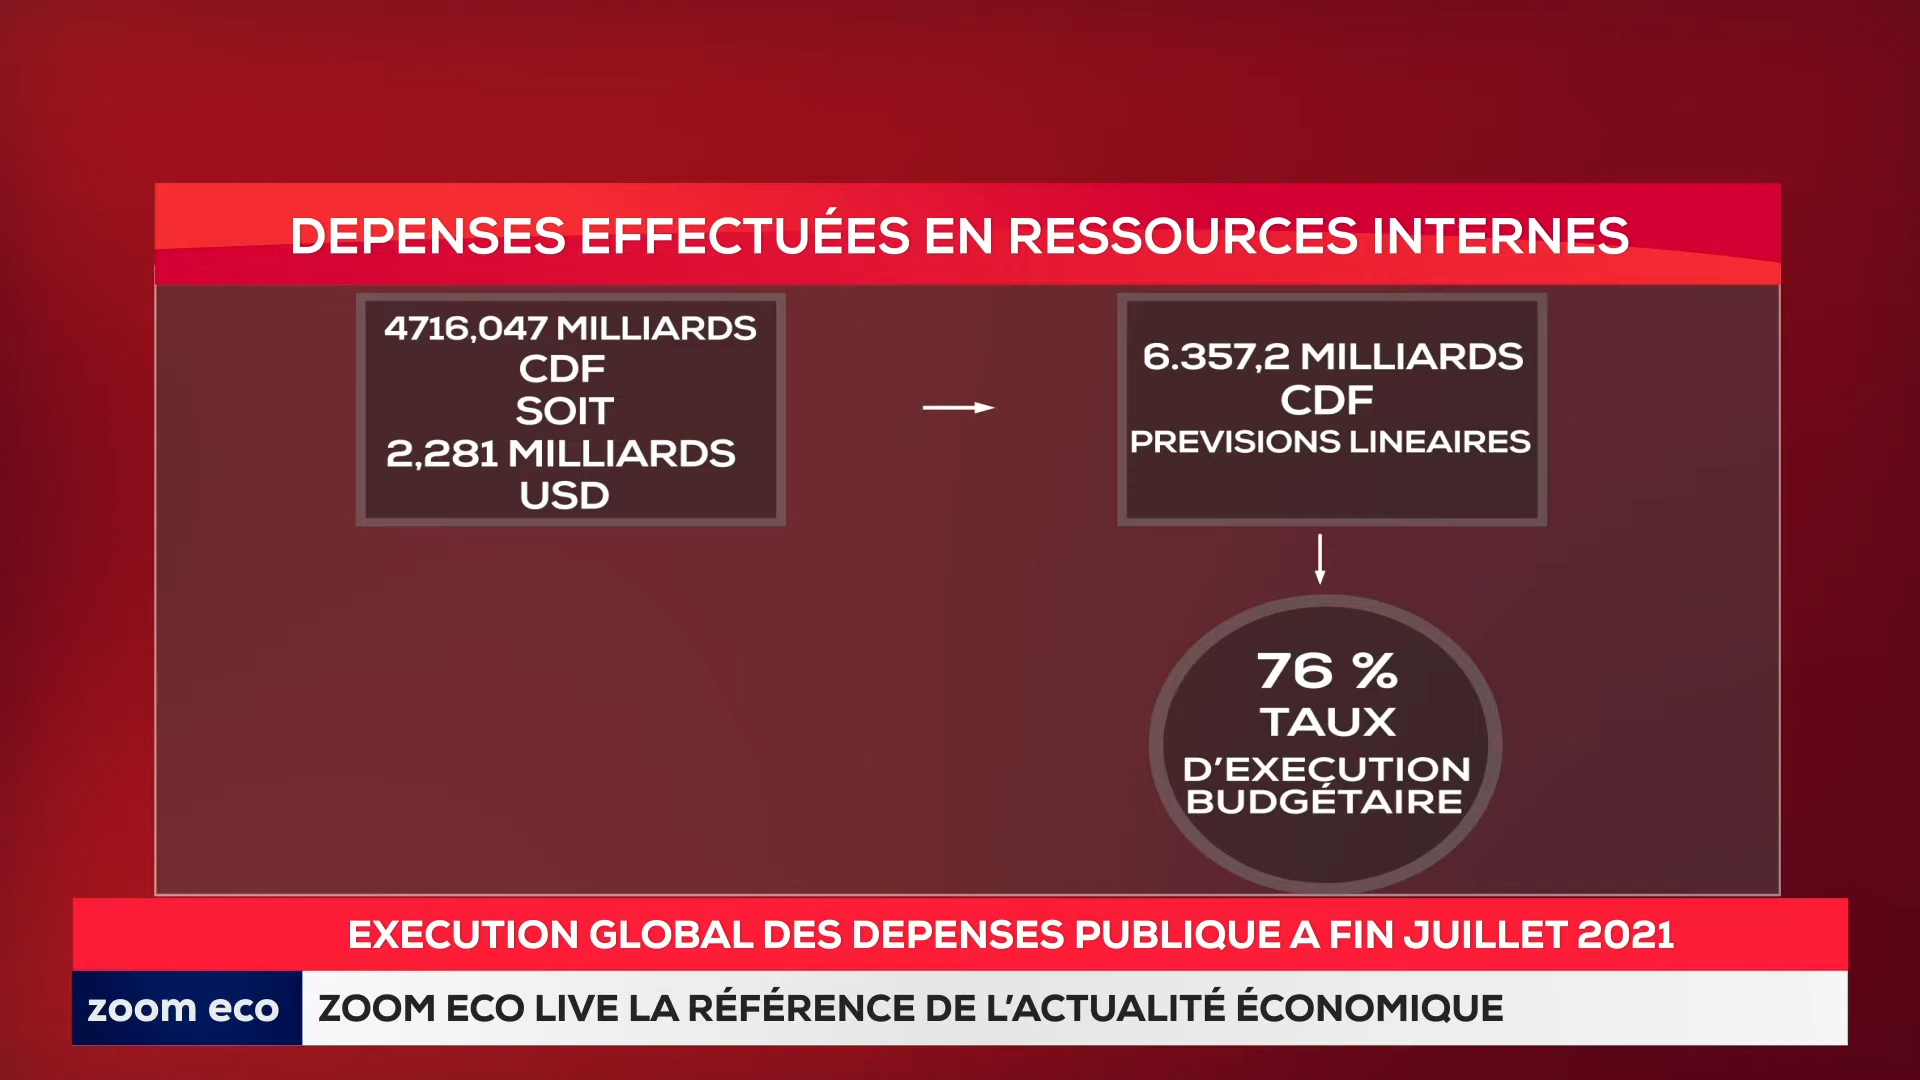 DEPENSES EFFECTUÉES EN RESSOURCES INTERNES
4716,047 MILLIARDS
CDF
SOIT
2,281 MILLIARDS
USD
6.357,2 MILLIARDS
CDF
PREVISIONS LINEAIRES
76 %
TAUX
D'EXECUTION
BUDGÉTAIRE
EXECUTION GLOBAL DES DEPENSES PUBLIQUE A FIN JUILLET 2021
zoom eco
ZOOM ECO LIVE LA RÉFÉRENCE DE L'ACTUALITÉ ÉCONOMIQUE